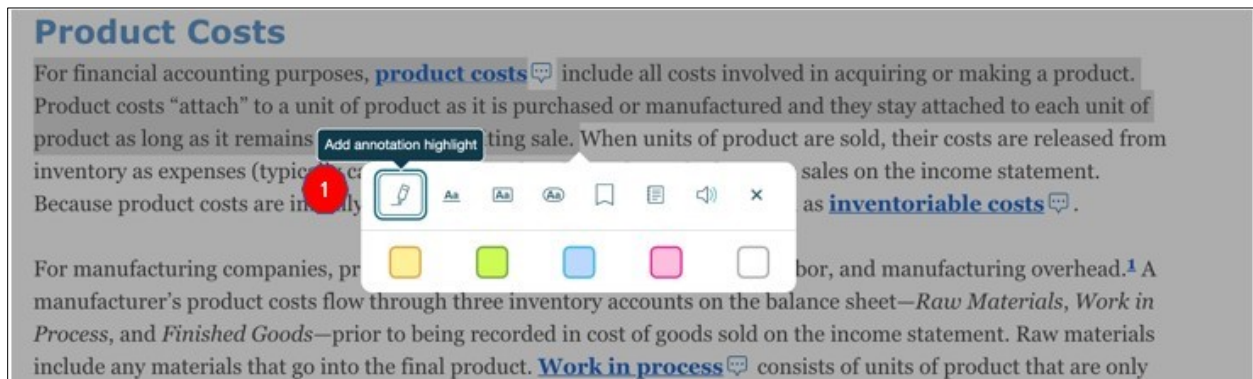 Product Costs
For financial accounting purposes, product costs include all costs involved in acquiring or making a product.
Product costs “attach” to a unit of product as it is purchased or manufactured and they stay attached to each unit of
product as long as it remains ting sale. When units of product are sold, their costs are released from
Add annotation highlight
inventory as expenses (typically ca sales on the income statement.
1
Aa Aa Aa
Because product costs are in lly as inventoriable costs .
For manufacturing companies, pr bor, and manufacturing overhead.1 A
manufacturer’s product costs flow through three inventory accounts on the balance sheet—Raw Materials, Work in
Process, and Finished Goods—prior to being recorded in cost of goods sold on the income statement. Raw materials
include any materials that go into the final product. Work in process consists of units of product that are only